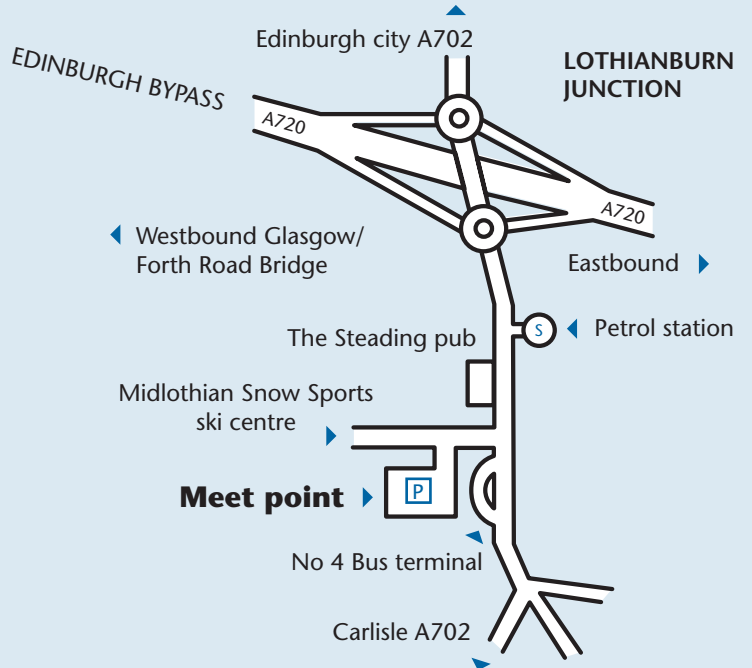 Edinburgh city A702
LOTHIANBURN
JUNCTION
EDINBURGH BYPASS
A720
A720
Westbound Glasgow/
Forth Road Bridge
Eastbound
S
Petrol station
The Steading pub
Midlothian Snow Sports
ski centre
Meet point
P
No 4 Bus terminal
Carlisle A702